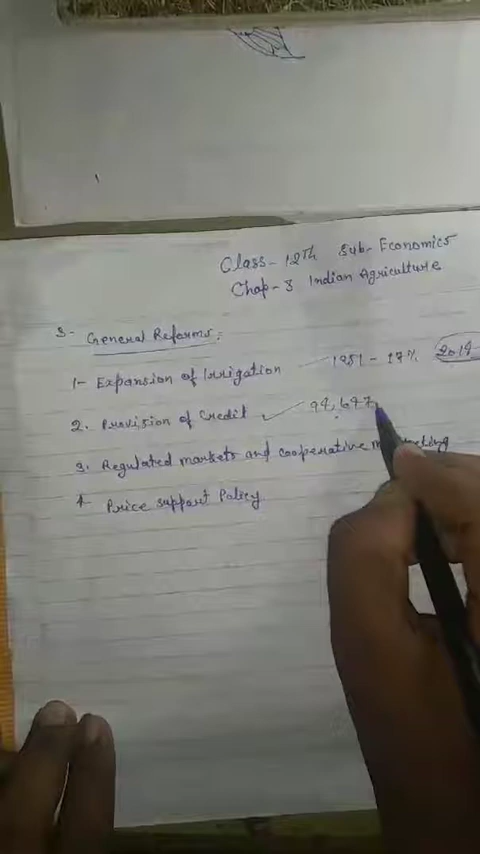 Class- 12th Sub- Economics
Chap- 3 Indian Agriculture
3- General Reforms:
1- Expansion of Irrigation - 1951 - 17% 2014
2. Provision of Credit ✓ 94,647
3. Regulated markets and cooperative
4- Price support Policy